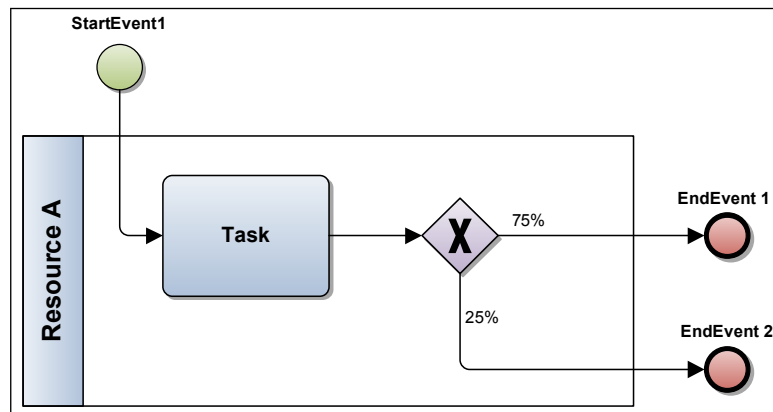 StartEvent1
Resource A
Task
X
75%
25%
EndEvent 1
EndEvent 2